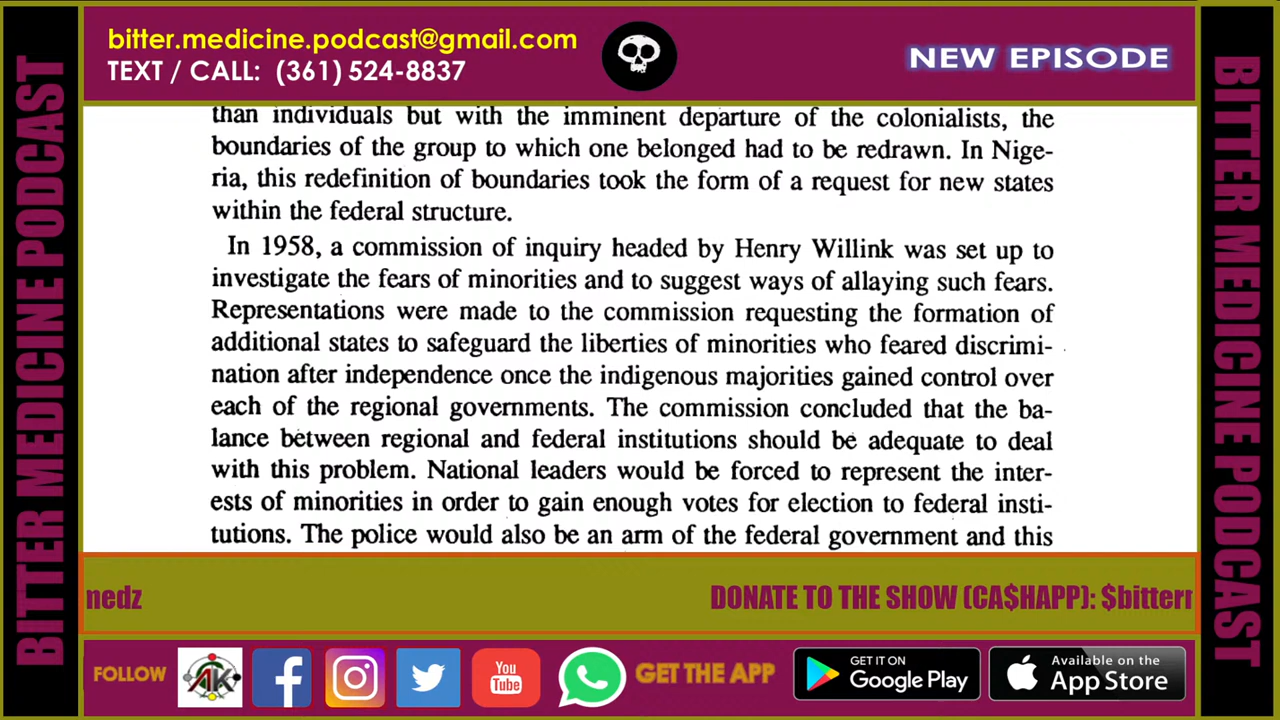 bitter.medicine.podcast@gmail.com
TEXT / CALL: (361) 524-8837
NEW EPISODE
BITTER MEDICINE PODCAST
than individuals but with the imminent departure of the colonialists, the
boundaries of the group to which one belonged had to be redrawn. In Nige-
ria, this redefinition of boundaries took the form of a request for new states
within the federal structure.
In 1958, a commission of inquiry headed by Henry Willink was set up to
investigate the fears of minorities and to suggest ways of allaying such fears.
Representations were made to the commission requesting the formation of
additional states to safeguard the liberties of minorities who feared discrimi-
nation after independence once the indigenous majorities gained control over
each of the regional governments. The commission concluded that the ba-
lance between regional and federal institutions should be adequate to deal
with this problem. National leaders would be forced to represent the inter-
ests of minorities in order to gain enough votes for election to federal insti-
tutions. The police would also be an arm of the federal government and this
BITTER MEDICINE PODCAST
medz
DONATE TO THE SHOW (CA$HAPP): $bitter
FOLLOW
ATK
You
Tube
GET THE APP
GET IT ON
Google Play
Available on the
App Store